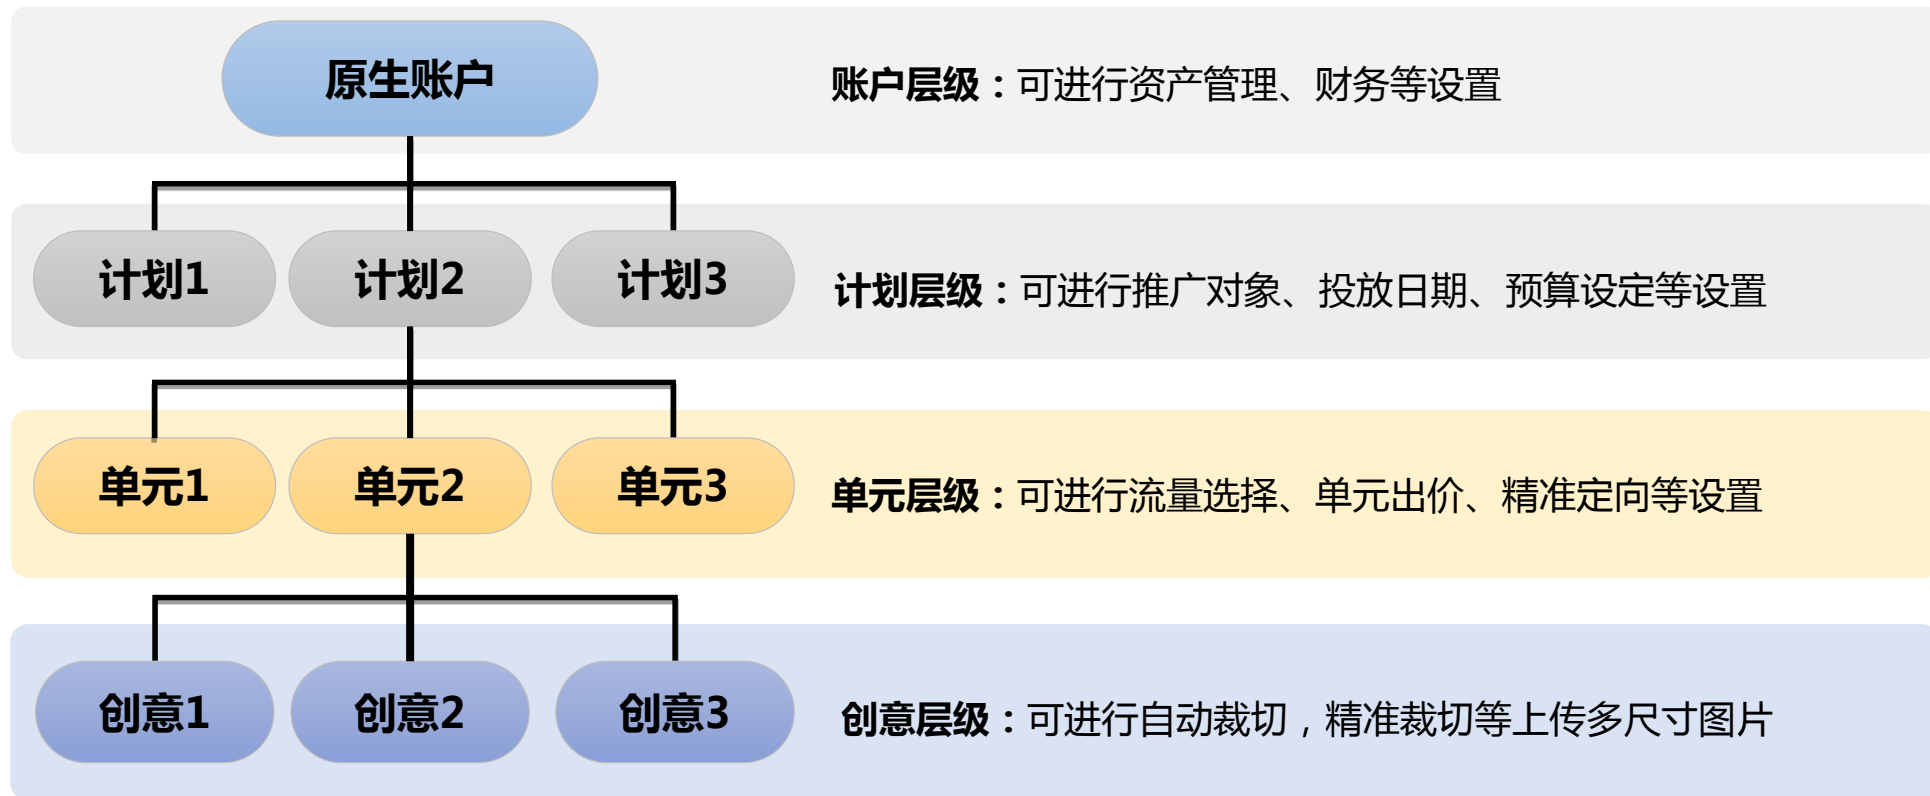 原生账户
账户层级：可进行资产管理、财务等设置
计划1
计划2
计划3
计划层级：可进行推广对象、投放日期、预算设定等设置
单元1
单元2
单元3
单元层级：可进行流量选择、单元出价、精准定向等设置
创意1
创意2
创意3
创意层级：可进行自动裁切，精准裁切等上传多尺寸图片